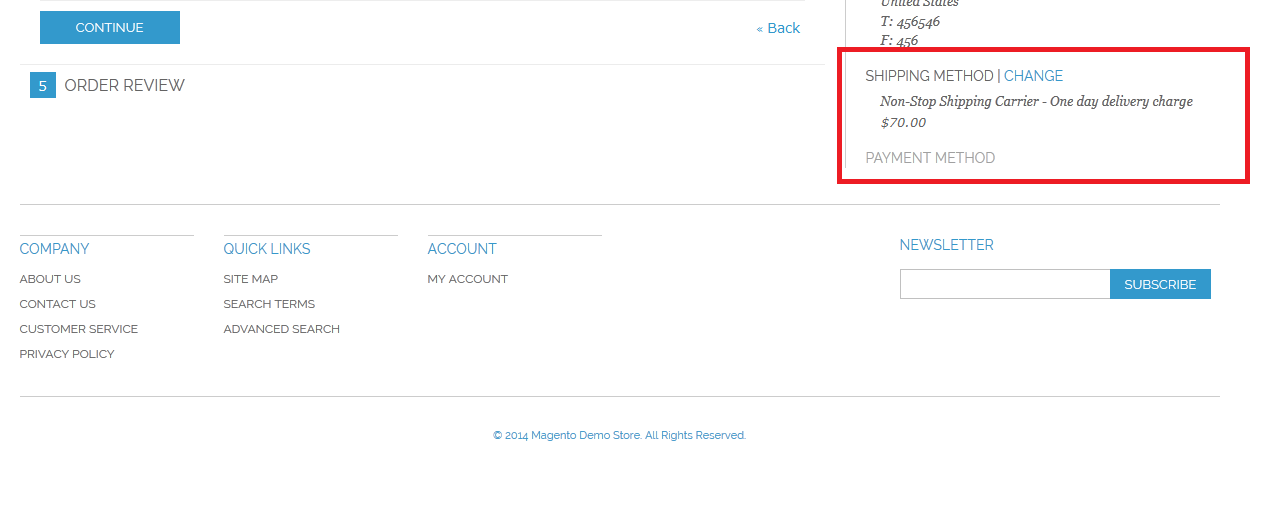 CONTINUE
« Back
5 ORDER REVIEW
United States
T: 456546
F: 456
SHIPPING METHOD | CHANGE
Non-Stop Shipping Carrier - One day delivery charge
$70.00
PAYMENT METHOD
COMPANY
ABOUT US
CONTACT US
CUSTOMER SERVICE
PRIVACY POLICY
QUICK LINKS
SITE MAP
SEARCH TERMS
ADVANCED SEARCH
ACCOUNT
MY ACCOUNT
NEWSLETTER
SUBSCRIBE
© 2014 Magento Demo Store. All Rights Reserved.